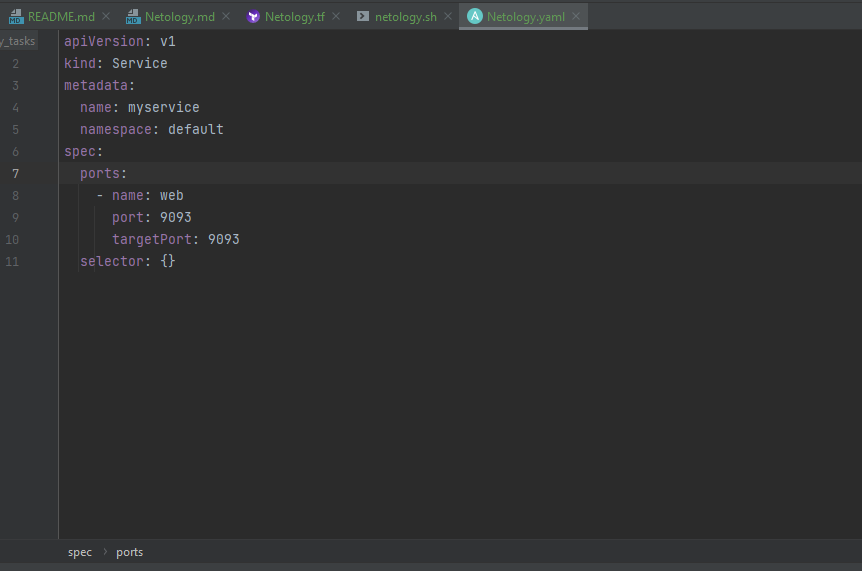 README.md Netology.md Netology.tf netology.sh Netology.yaml
y_tasks apiVersion: v1
2 kind: Service
3 metadata:
4   name: myservice
5   namespace: default
6 spec:
7   ports:
8     - name: web
9       port: 9093
10       targetPort: 9093
11   selector: {}
spec > ports